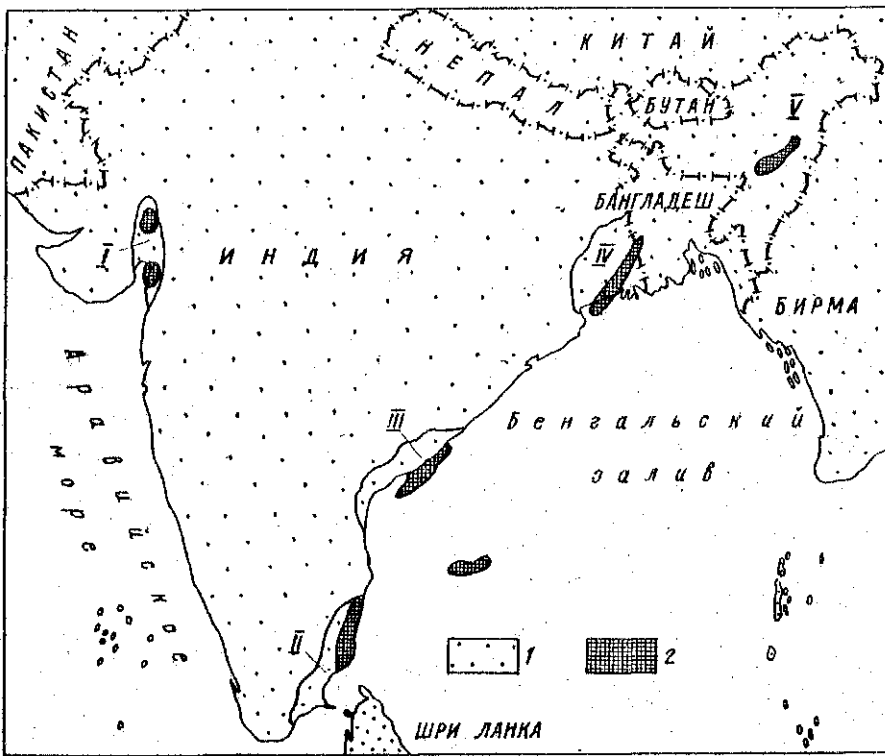 КИТАЙ
НЕПАЛ
ПАКИСТАН
БУТАН
V
БАНГЛАДЕШ
I
ИНДИЯ
IV
БИРМА
Аравийское
море
III
Бенгальский
залив
II
1
2
ШРИ ЛАНКА